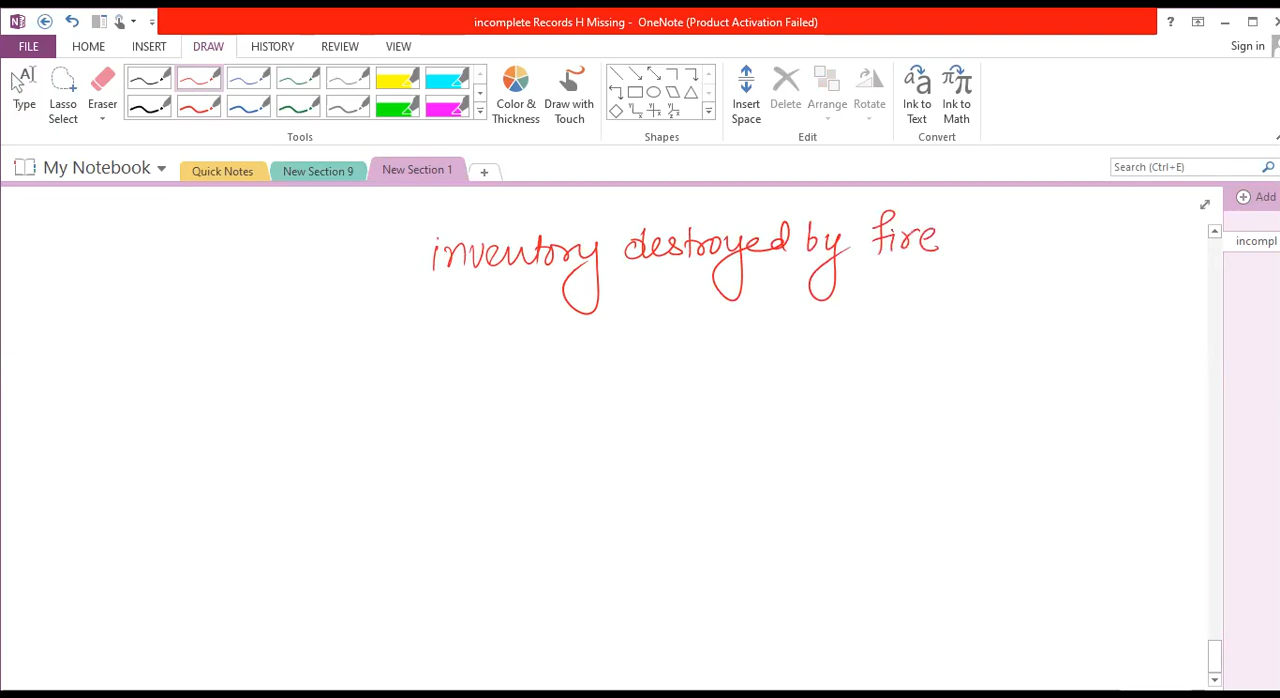 incomplete Records H Missing - OneNote (Product Activation Failed)
?
FILE HOME INSERT DRAW HISTORY REVIEW VIEW
Sign in
Type
Lasso Select
Eraser
Color & Thickness
Draw with Touch
Insert Space
Delete
Arrange
Rotate
Ink to Text
Ink to Math
Tools
Shapes
Edit
Convert
My Notebook
Quick Notes
New Section 9
New Section 1
Search (Ctrl+E)
Add
incompl
inventory destroyed by fire